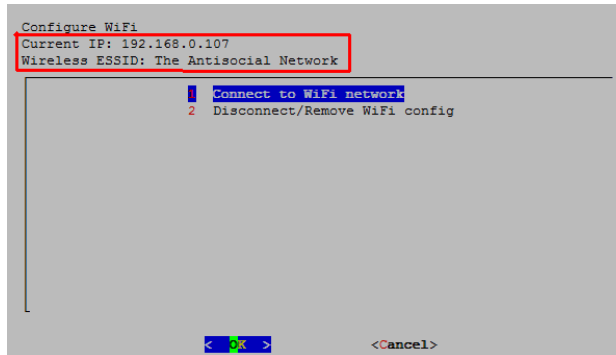 Configure WiFi
Current IP: 192.168.0.107
Wireless ESSID: The Antisocial Network
1 Connect to WiFi network
2 Disconnect/Remove WiFi config
< OK > <Cancel>